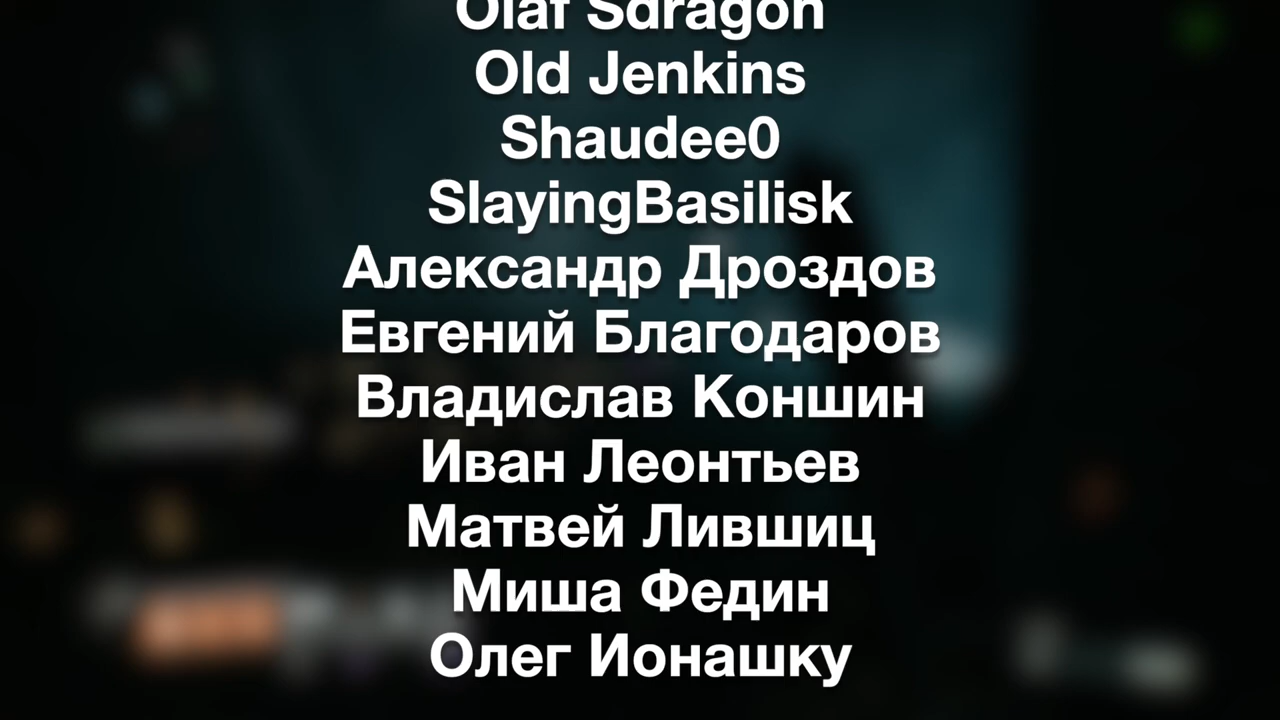 Olaf Sdragon
Old Jenkins
Shaudee0
SlayingBasilisk
Александр Дроздов
Евгений Благодаров
Владислав Коншин
Иван Леонтьев
Матвей Лившиц
Миша Федин
Олег Ионашку